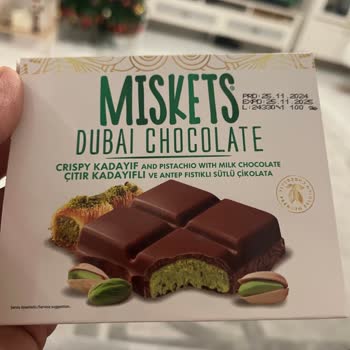 MISKETS®
PRD:25.11.2024
EXPD:25.11.2025
DUBAI CHOCOLATE
CRISPY KADAYIF AND PISTACHIO WITH MILK CHOCOLATE
ÇITIR KADAYIFLI VE ANTEP FISTIKLI SÜTLÜ ÇİKOLATA